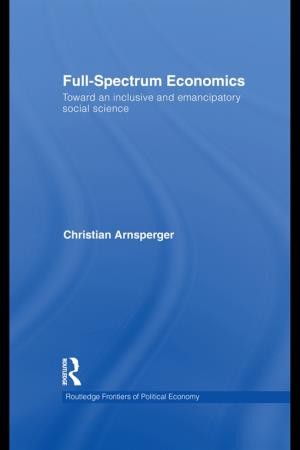 Full-Spectrum Economics
Toward an inclusive and emancipatory
social science
Christian Arnsperger
ROUTLEDGE
Routledge Frontiers of Political Economy